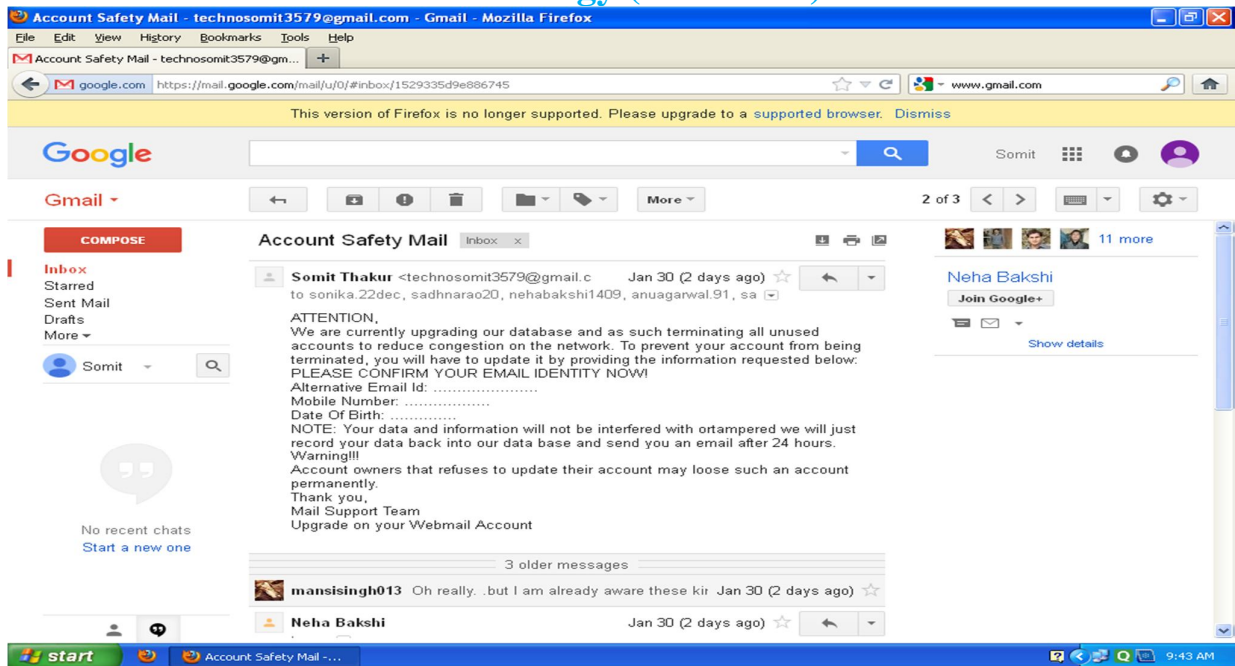 Account Safety Mail - technosomit3579@gmail.com - Gmail - Mozilla Firefox
File Edit View History Bookmarks Tools Help
Account Safety Mail - technosomit3579@gm... +
google.com https://mail.google.com/mail/u/0/#inbox/1529335d9e886745 www.gmail.com
This version of Firefox is no longer supported. Please upgrade to a supported browser. Dismiss
Google
Somit
Gmail
More
2 of 3
COMPOSE
Inbox
Starred
Sent Mail
Drafts
More
Somit
No recent chats
Start a new one
Account Safety Mail Inbox x
Somit Thakur <technosomit3579@gmail.c Jan 30 (2 days ago)
to sonika.22dec, sadhnarao20, nehabakshi1409, anuagarwal.91, sa
ATTENTION,
We are currently upgrading our database and as such terminating all unused
accounts to reduce congestion on the network. To prevent your account from being
terminated, you will have to update it by providing the information requested below:
PLEASE CONFIRM YOUR EMAIL IDENTITY NOW!
Alternative Email Id: ......................
Mobile Number: ..................
Date Of Birth: ..............
NOTE: Your data and information will not be interfered with ortampered we will just
record your data back into our data base and send you an email after 24 hours.
Warning!!!
Account owners that refuses to update their account may loose such an account
permanently.
Thank you,
Mail Support Team
Upgrade on your Webmail Account
3 older messages
mansisingh013 Oh really. .but I am already aware these kir Jan 30 (2 days ago)
Neha Bakshi Jan 30 (2 days ago)
11 more
Neha Bakshi
Join Google+
Show details
start Account Safety Mail -... 9:43 AM